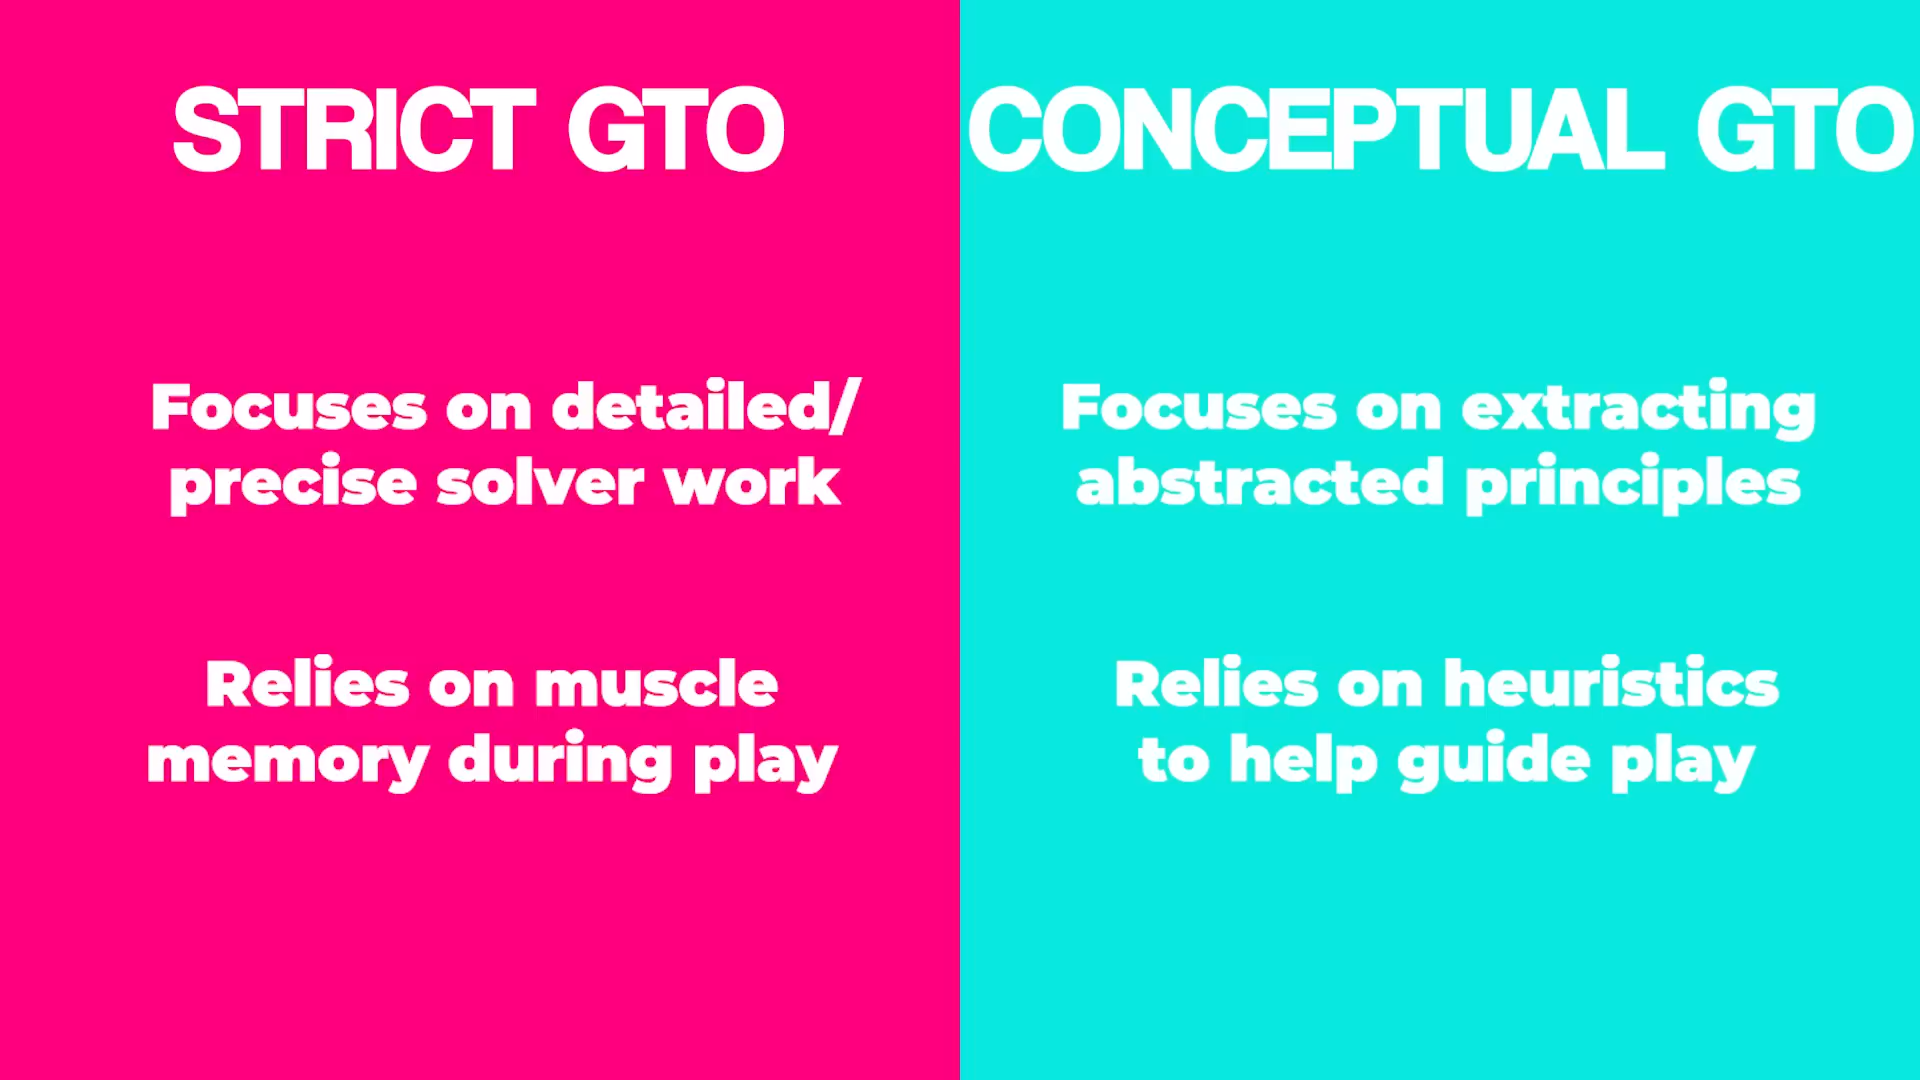 STRICT GTO
Focuses on detailed/
precise solver work
Relies on muscle
memory during play
CONCEPTUAL GTO
Focuses on extracting
abstracted principles
Relies on heuristics
to help guide play